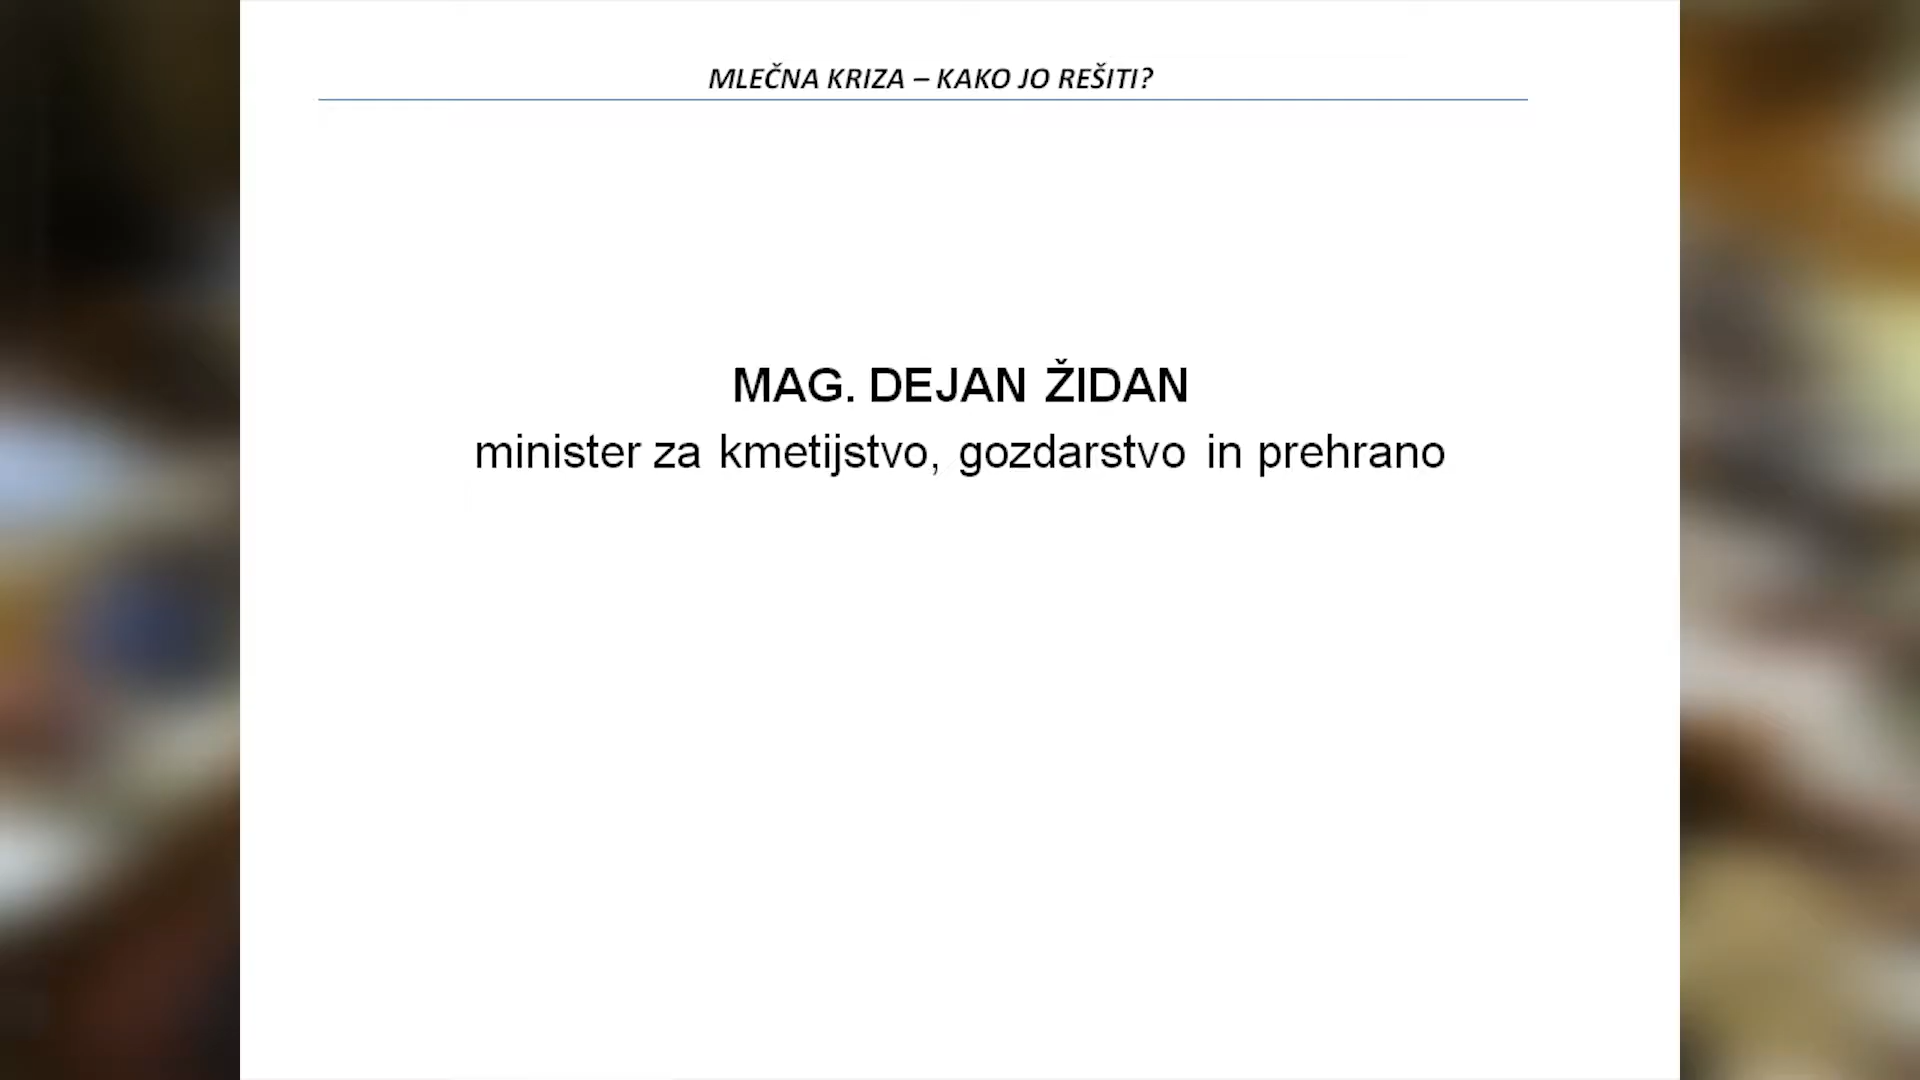 MLEČNA KRIZA – KAKO JO REŠITI?
MAG. DEJAN ŽIDAN
minister za kmetijstvo, gozdarstvo in prehrano